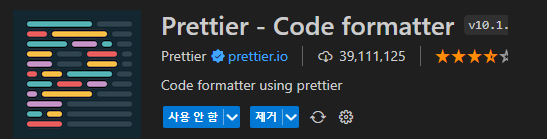 Prettier - Code formatter v10.1.
Prettier prettier.io 39,111,125
Code formatter using prettier
사용 안 함 제거